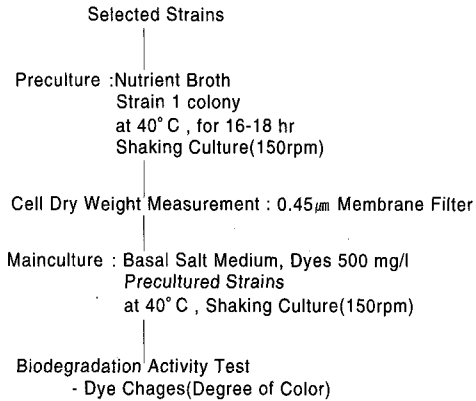 Selected Strains
Preculture :Nutrient Broth
Strain 1 colony
at 40°C , for 16-18 hr
Shaking Culture(150rpm)
Cell Dry Weight Measurement : 0.45㎛ Membrane Filter
Mainculture : Basal Salt Medium, Dyes 500 mg/l
Precultured Strains
at 40°C , Shaking Culture(150rpm)
Biodegradation Activity Test
- Dye Chages(Degree of Color)